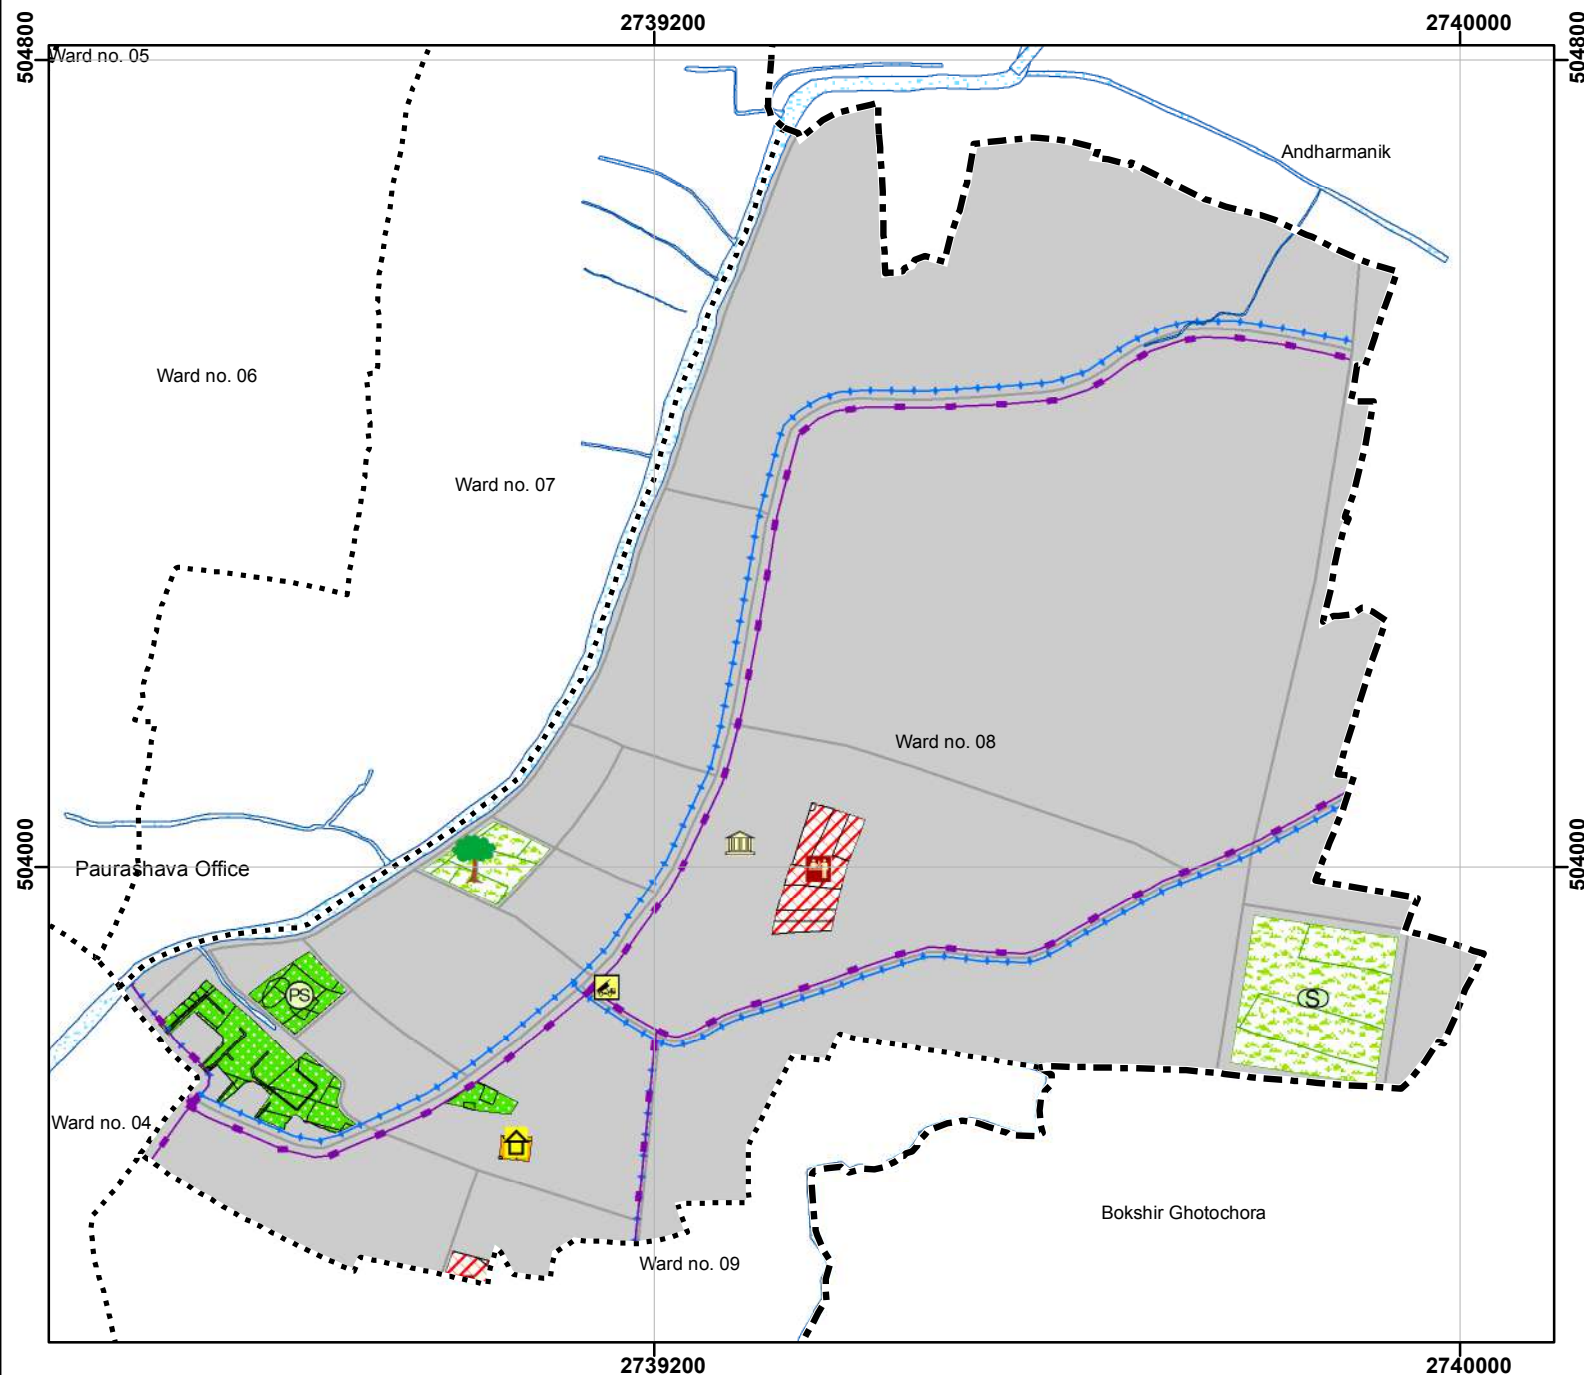 2739200
2740000
504800
504800
Ward no. 05
Andharmanik
Ward no. 06
Ward no. 07
Ward no. 08
504000
504000
Paurashava Office
PS
S
Ward no. 04
Bokshir Ghotochora
Ward no. 09
2739200
2740000